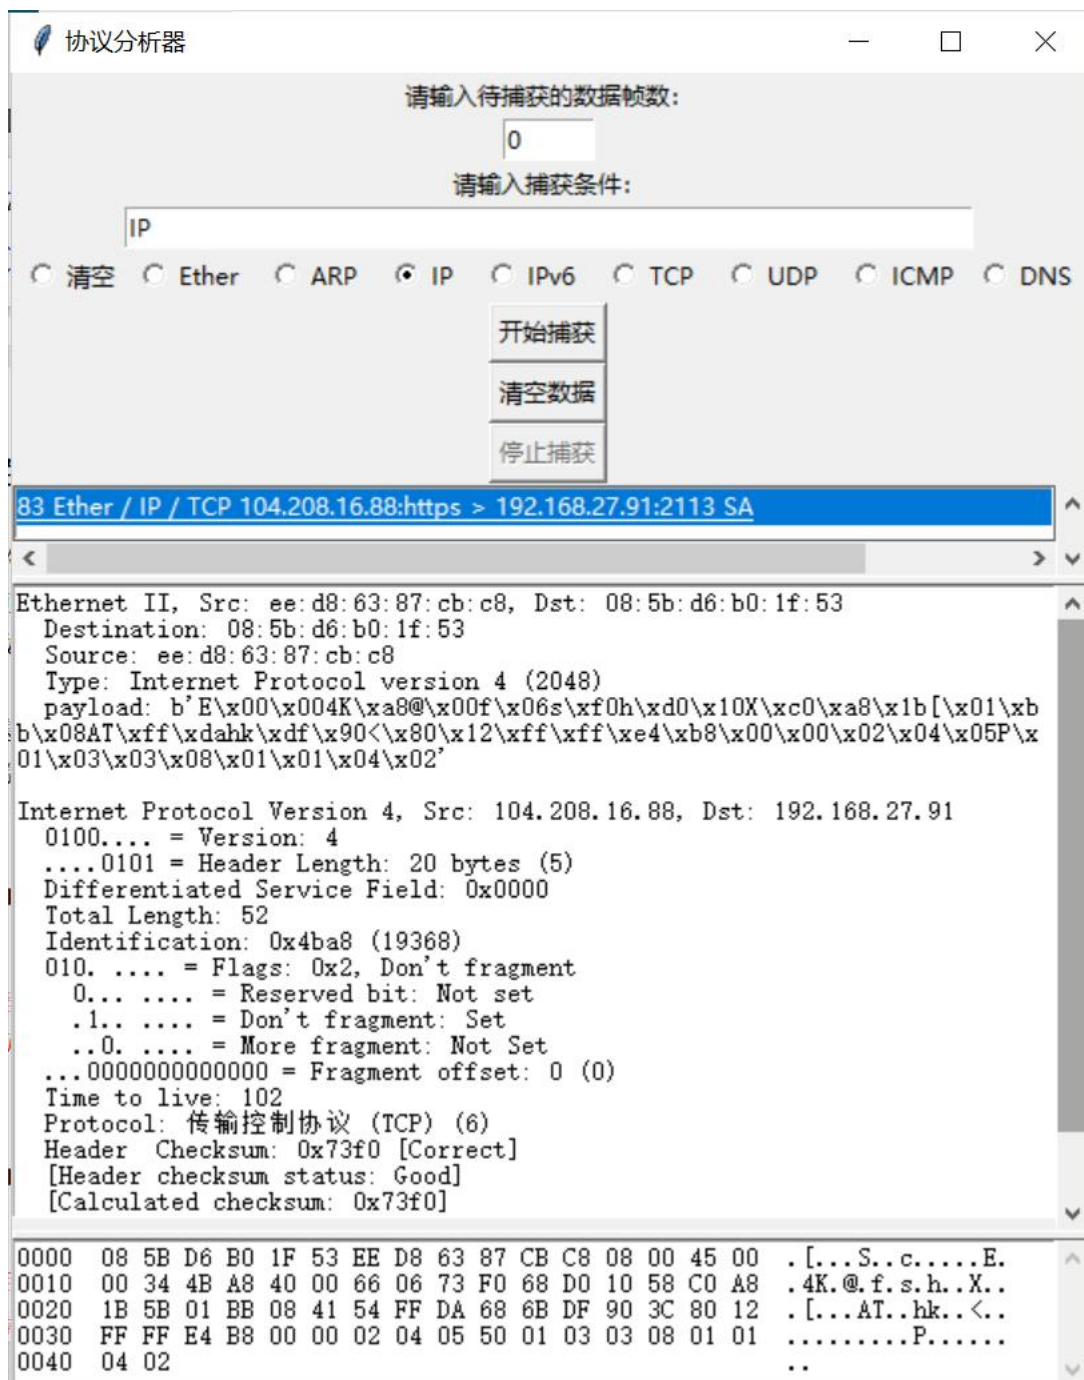 协议分析器
请输入待捕获的数据帧数:
0
请输入捕获条件:
IP
清空 Ether ARP IP IPv6 TCP UDP ICMP DNS
开始捕获
清空数据
停止捕获
83 Ether / IP / TCP 104.208.16.88:https > 192.168.27.91:2113 SA
Ethernet II, Src: ee:d8:63:87:cb:c8, Dst: 08:5b:d6:b0:1f:53
Destination: 08:5b:d6:b0:1f:53
Source: ee:d8:63:87:cb:c8
Type: Internet Protocol version 4 (2048)
payload: b'E\x00\x004K\xa8@\x00f\x06s\xf0h\xd0\x10X\xc0\xa8\x1b[\x01\xb
b\x08AT\xff\xdahk\xdf\x90<\x80\x12\xff\xff\xe4\xb8\x00\x00\x02\x04\x05P\x
01\x03\x03\x08\x01\x01\x04\x02'
Internet Protocol Version 4, Src: 104.208.16.88, Dst: 192.168.27.91
0100.... = Version: 4
....0101 = Header Length: 20 bytes (5)
Differentiated Service Field: 0x0000
Total Length: 52
Identification: 0x4ba8 (19368)
010. .... = Flags: 0x2, Don't fragment
0... .... = Reserved bit: Not set
.1.. .... = Don't fragment: Set
..0. .... = More fragment: Not Set
...0000000000000 = Fragment offset: 0 (0)
Time to live: 102
Protocol: 传输控制协议 (TCP) (6)
Header  Checksum: 0x73f0 [Correct]
[Header checksum status: Good]
[Calculated checksum: 0x73f0]
0000  08 5B D6 B0 1F 53 EE D8 63 87 CB C8 08 00 45 00  .[...S..c.....E.
0010  00 34 4B A8 40 00 66 06 73 F0 68 D0 10 58 C0 A8  .4K.@.f.s.h..X..
0020  1B 5B 01 BB 08 41 54 FF DA 68 6B DF 90 3C 80 12  .[...AT..hk..<..
0030  FF FF E4 B8 00 00 02 04 05 50 01 03 03 08 01 01  .........P......
0040  04 02  ..